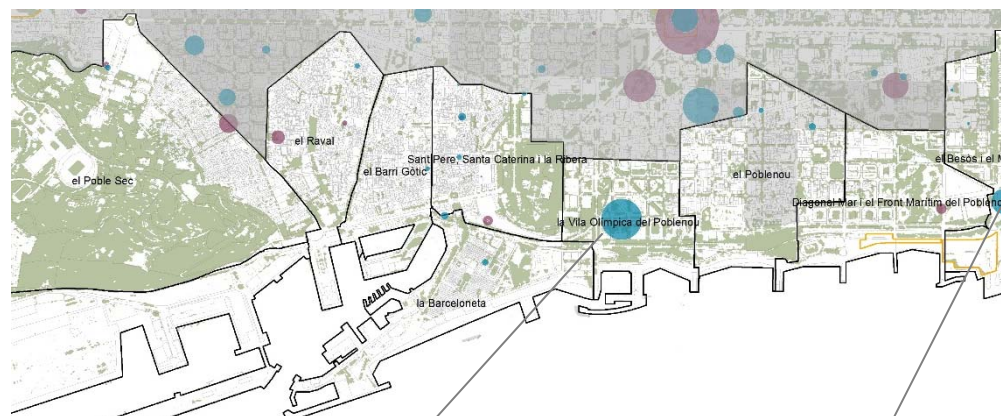 el Raval
Sant Pere, Santa Caterina i la Ribera
el Barri Gòtic
el Poble Sec
el Poblenou
el Besòs i el M
Diagonal Mar i el Front Marítim del Poblenou
la Vila Olímpica del Poblenou
la Barceloneta